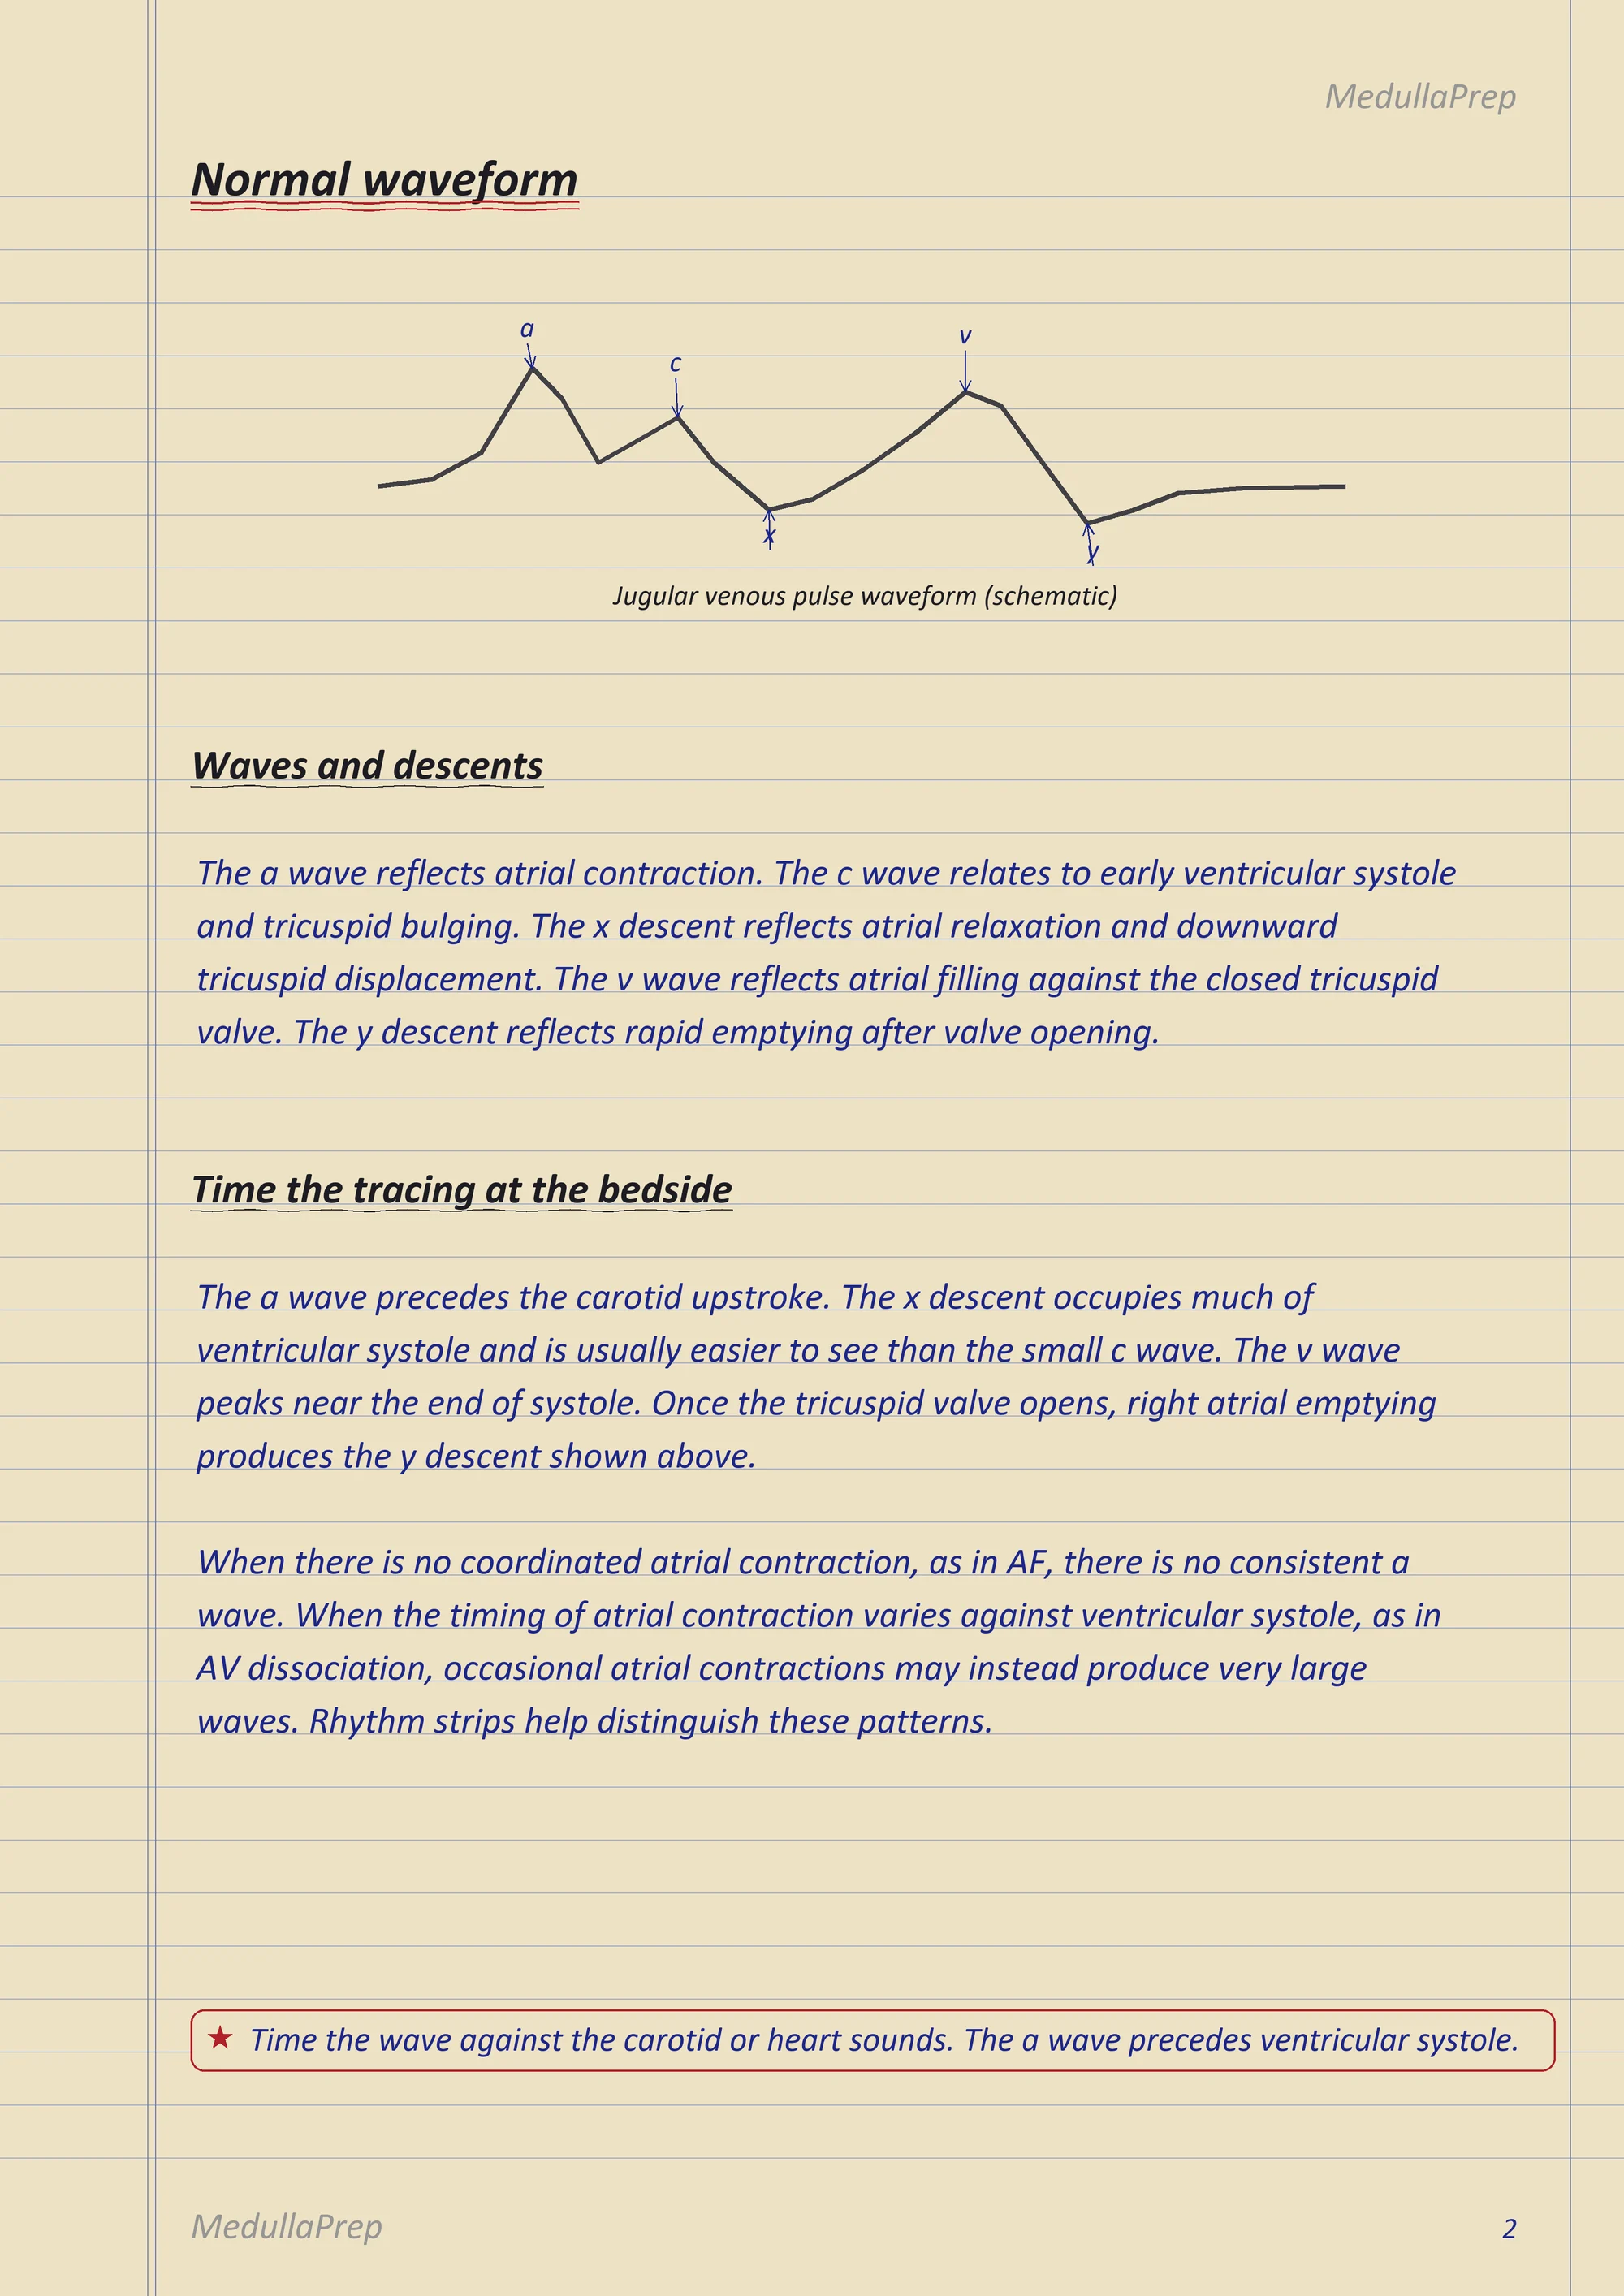 MedullaPrep
Normal waveform
a
c
v
x
y
Jugular venous pulse waveform (schematic)
Waves and descents
The a wave reflects atrial contraction. The c wave relates to early ventricular systole
and tricuspid bulging. The x descent reflects atrial relaxation and downward
tricuspid displacement. The v wave reflects atrial filling against the closed tricuspid
valve. The y descent reflects rapid emptying after valve opening.
Time the tracing at the bedside
The a wave precedes the carotid upstroke. The x descent occupies much of
ventricular systole and is usually easier to see than the small c wave. The v wave
peaks near the end of systole. Once the tricuspid valve opens, right atrial emptying
produces the y descent shown above.
When there is no coordinated atrial contraction, as in AF, there is no consistent a
wave. When the timing of atrial contraction varies against ventricular systole, as in
AV dissociation, occasional atrial contractions may instead produce very large
waves. Rhythm strips help distinguish these patterns.
★ Time the wave against the carotid or heart sounds. The a wave precedes ventricular systole.
MedullaPrep
2